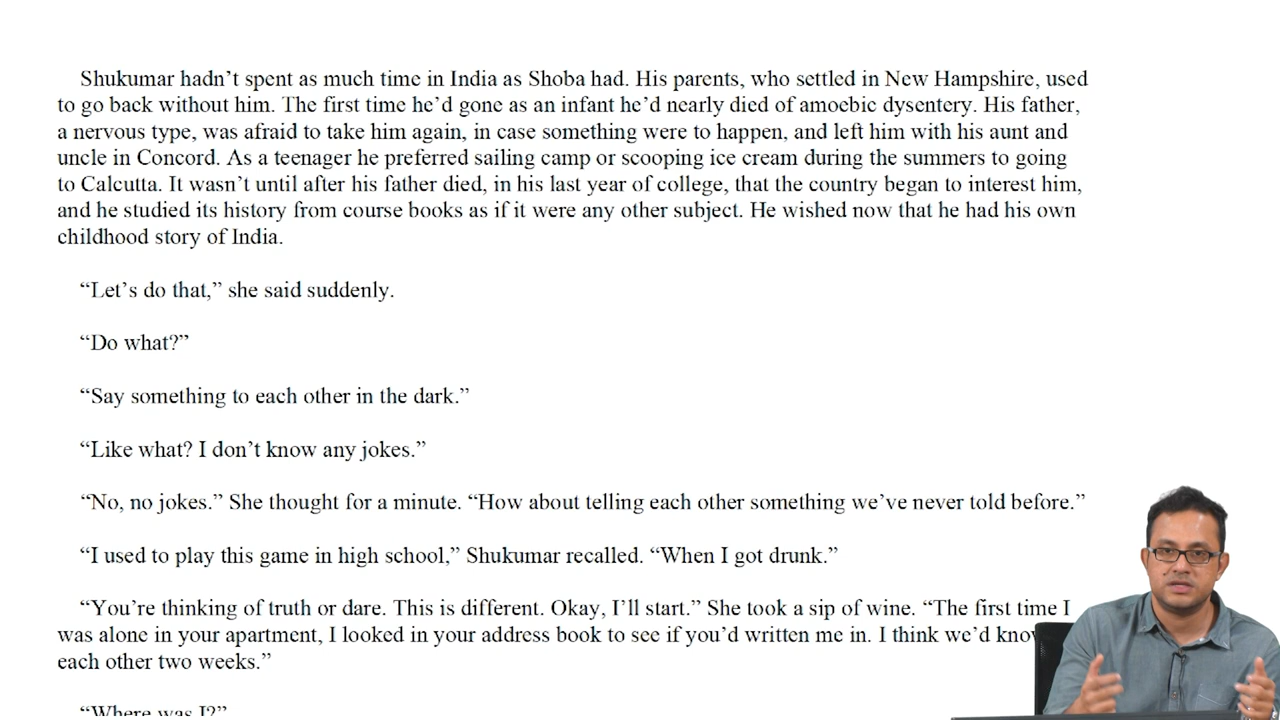 Shukumar hadn’t spent as much time in India as Shoba had. His parents, who settled in New Hampshire, used
to go back without him. The first time he’d gone as an infant he’d nearly died of amoebic dysentery. His father,
a nervous type, was afraid to take him again, in case something were to happen, and left him with his aunt and
uncle in Concord. As a teenager he preferred sailing camp or scooping ice cream during the summers to going
to Calcutta. It wasn’t until after his father died, in his last year of college, that the country began to interest him,
and he studied its history from course books as if it were any other subject. He wished now that he had his own
childhood story of India.
“Let’s do that,” she said suddenly.
“Do what?”
“Say something to each other in the dark.”
“Like what? I don’t know any jokes.”
“No, no jokes.” She thought for a minute. “How about telling each other something we’ve never told before.”
“I used to play this game in high school,” Shukumar recalled. “When I got drunk.”
“You’re thinking of truth or dare. This is different. Okay, I’ll start.” She took a sip of wine. “The first time I
was alone in your apartment, I looked in your address book to see if you’d written me in. I think we’d
each other two weeks.”
“Where was I?”